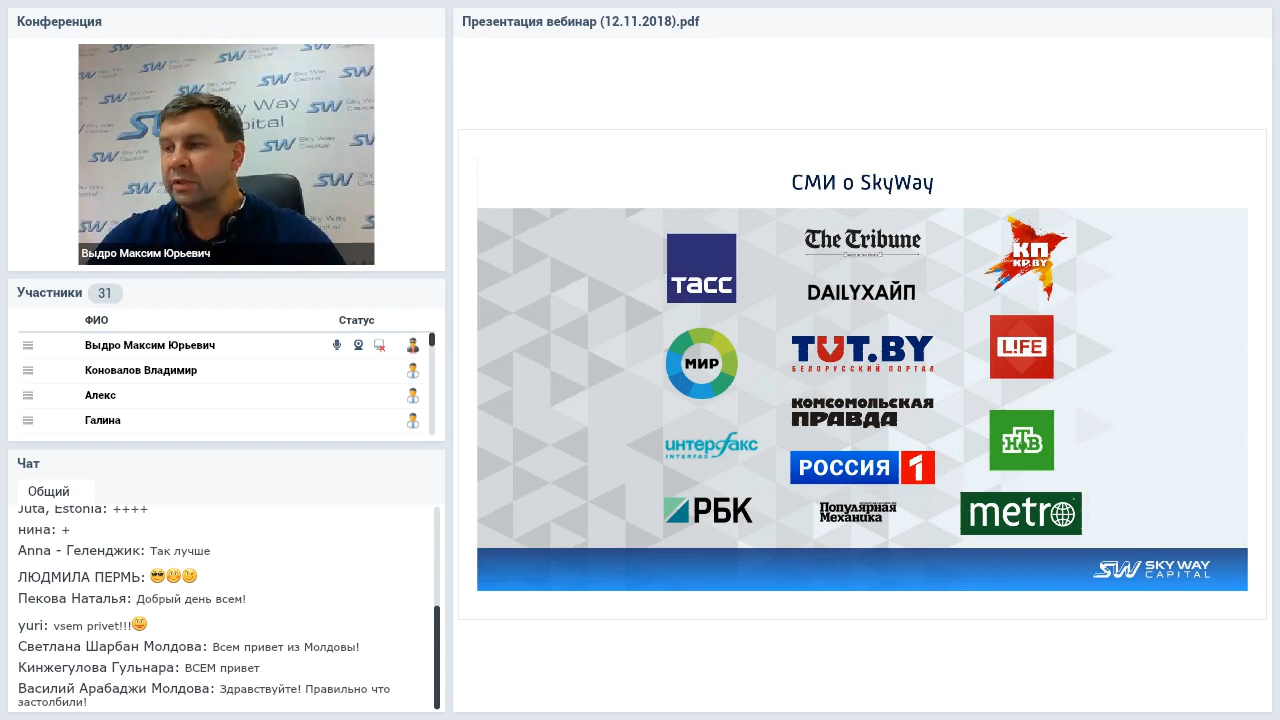 Конференция
SW Sky Way Capital
Sky Way
Capital
Выдро Максим Юрьевич
Участники 31
ФИО Статус
Выдро Максим Юрьевич
Коновалов Владимир
Алекс
Галина
Чат
Общий
Juta, Estonia: ++++
нина: +
Anna - Геленджик: Так лучше
ЛЮДМИЛА ПЕРМЬ:
Пекова Наталья: Добрый день всем!
yuri: vsem privet!!!
Светлана Шарбан Молдова: Всем привет из Молдовы!
Кинжегулова Гульнара: ВСЕМ привет
Василий Арабаджи Молдова: Здравствуйте! Правильно что
застолбили!
Презентация вебинар (12.11.2018).pdf
СМИ о SkyWay
ТАСС
МИР
интерфакс
INTERFAX
РБК
The Tribune
DAILYХАЙП
TUT.BY
БЕЛОРУССКИЙ ПОРТАЛ
КОМСОМОЛЬСКАЯ
ПРАВДА
РОССИЯ 1
Популярная
Механика
КП
KP.BY
L!FE
НТВ
metro
SW SKY WAY
CAPITAL